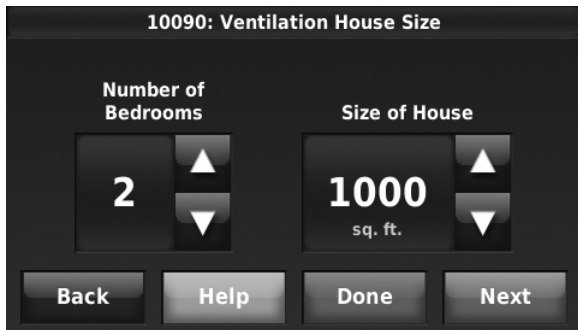 10090: Ventilation House Size
Number of
Bedrooms
Size of House
2
1000
sq. ft.
Back
Help
Done
Next